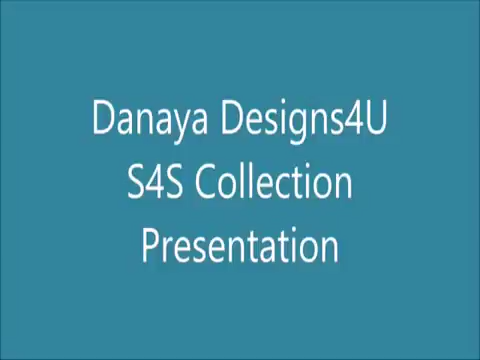 Danaya Designs4U
S4S Collection
Presentation